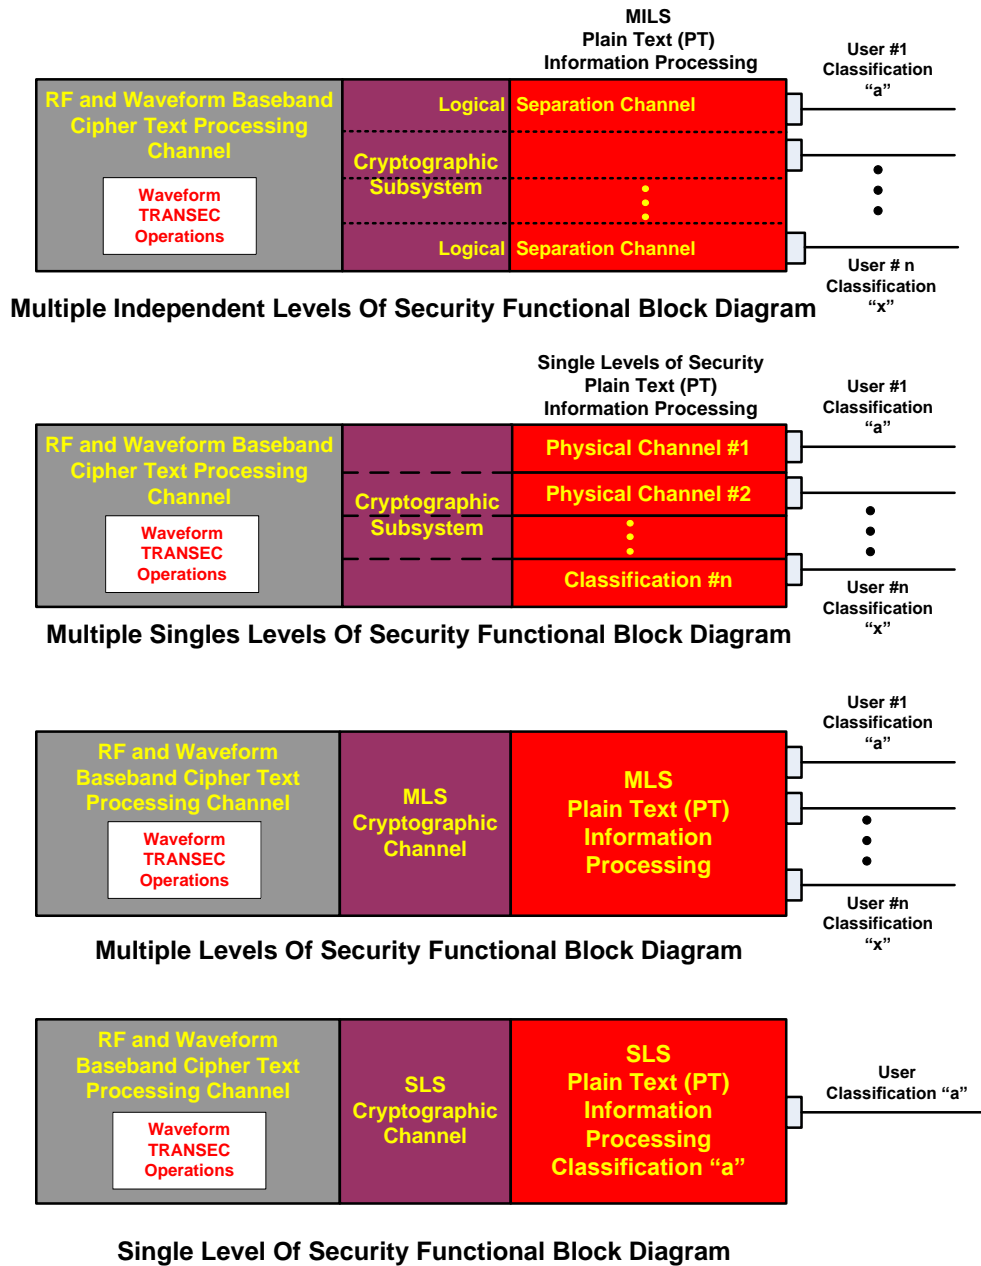 MILS
Plain Text (PT)
Information Processing
User #1
Classification
“a”
RF and Waveform Baseband
Cipher Text Processing
Channel
Waveform
TRANSEC
Operations
Logical Separation Channel
Cryptographic
Subsystem
Logical Separation Channel
User # n
Classification
“x”
Multiple Independent Levels Of Security Functional Block Diagram
Single Levels of Security
Plain Text (PT)
Information Processing
User #1
Classification
“a”
RF and Waveform Baseband
Cipher Text Processing
Channel
Waveform
TRANSEC
Operations
Cryptographic
Subsystem
Physical Channel #1
Physical Channel #2
Classification #n
User #n
Classification
“x”
Multiple Singles Levels Of Security Functional Block Diagram
User #1
Classification
“a”
RF and Waveform
Baseband Cipher Text
Processing Channel
Waveform
TRANSEC
Operations
MLS
Cryptographic
Channel
MLS
Plain Text (PT)
Information
Processing
User #n
Classification
“x”
Multiple Levels Of Security Functional Block Diagram
RF and Waveform
Baseband Cipher Text
Processing Channel
Waveform
TRANSEC
Operations
SLS
Cryptographic
Channel
SLS
Plain Text (PT)
Information
Processing
Classification “a”
User
Classification “a”
Single Level Of Security Functional Block Diagram